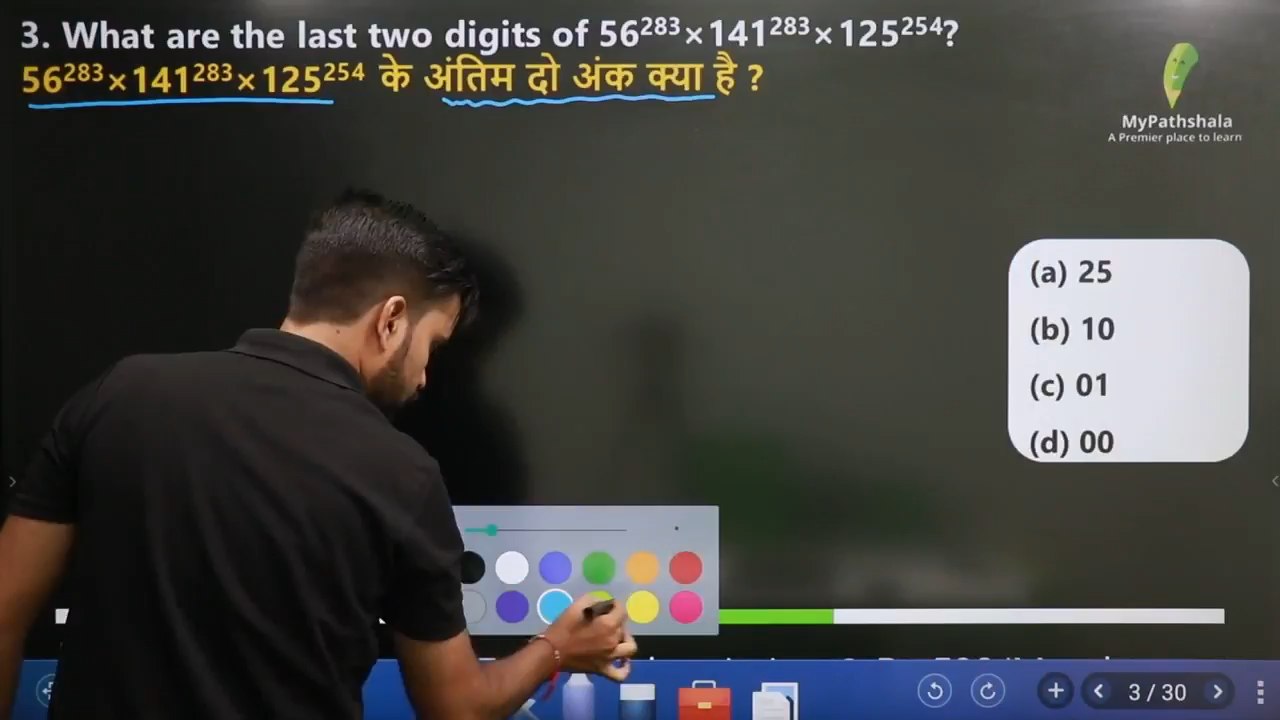 3. What are the last two digits of 56²⁸³×141²⁸³×125²⁵⁴?
56²⁸³×141²⁸³×125²⁵⁴ के अंतिम दो अंक क्या है ?
MyPathshala
A Premier place to learn
(a) 25
(b) 10
(c) 01
(d) 00
3 / 30